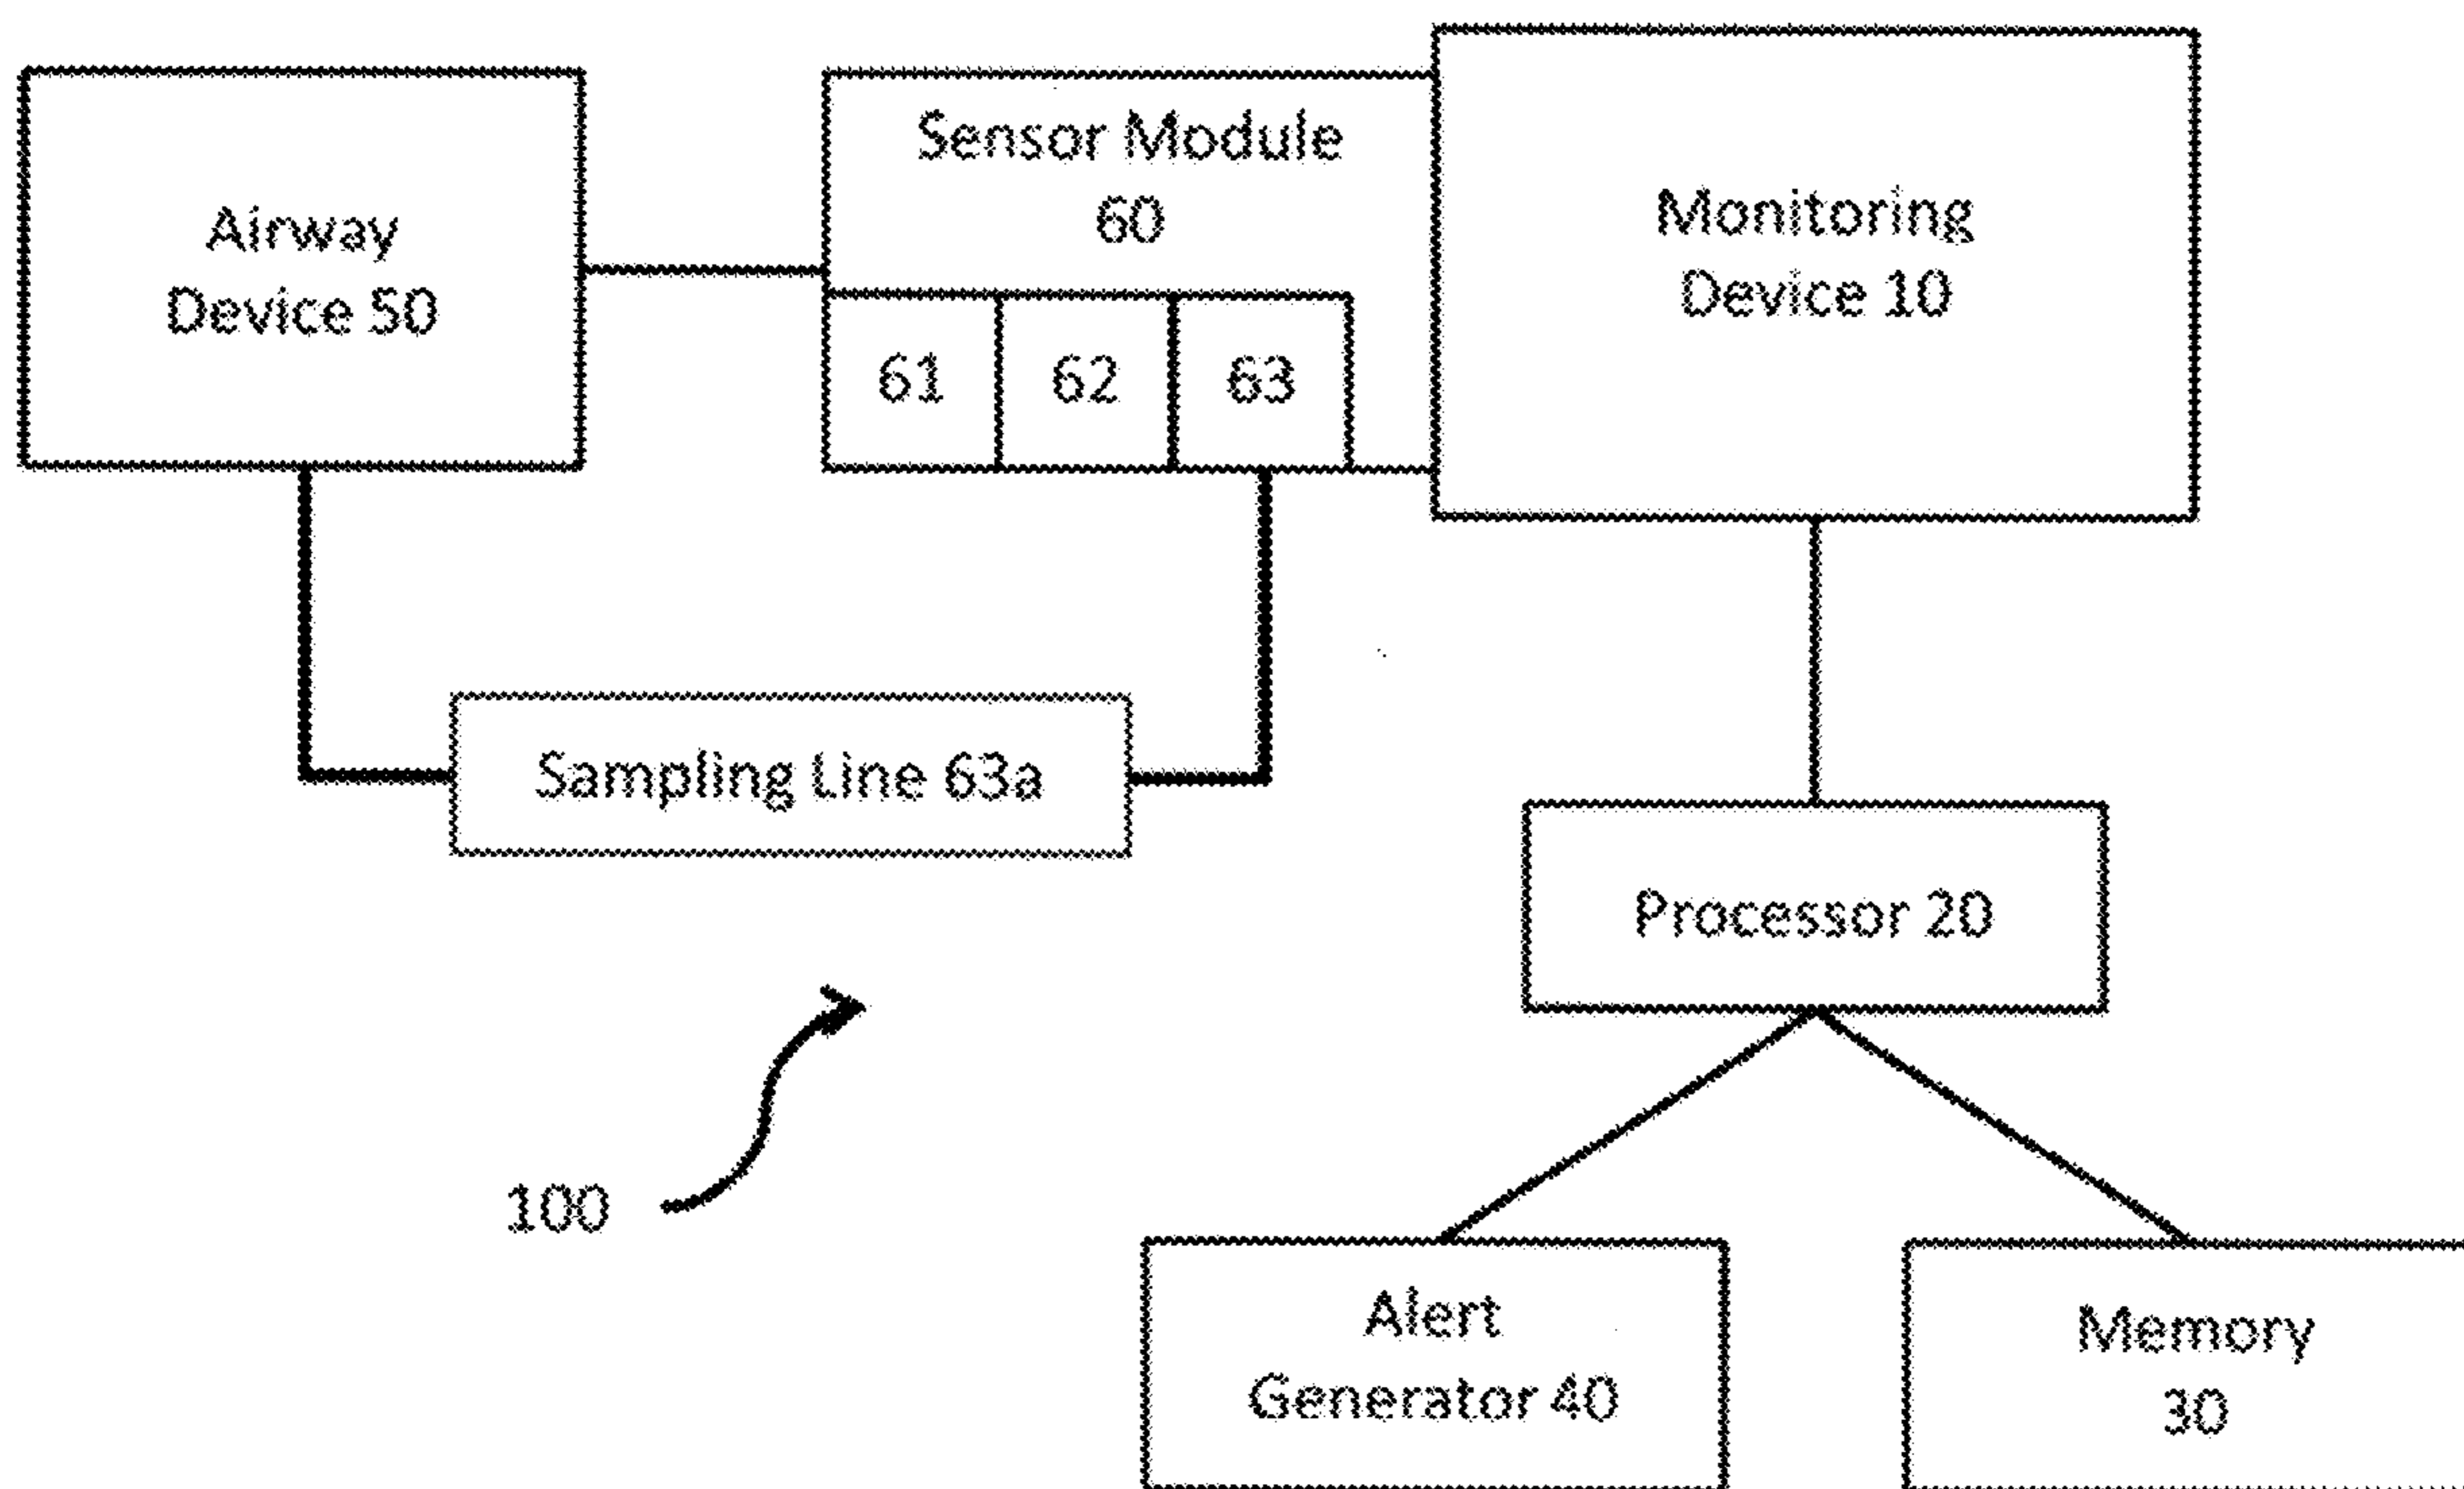 Airway
Device 50
Sensor Module
60
61 62 63
Monitoring
Device 10
Sampling Line 63a
Processor 20
100
Alert
Generator 40
Memory
30